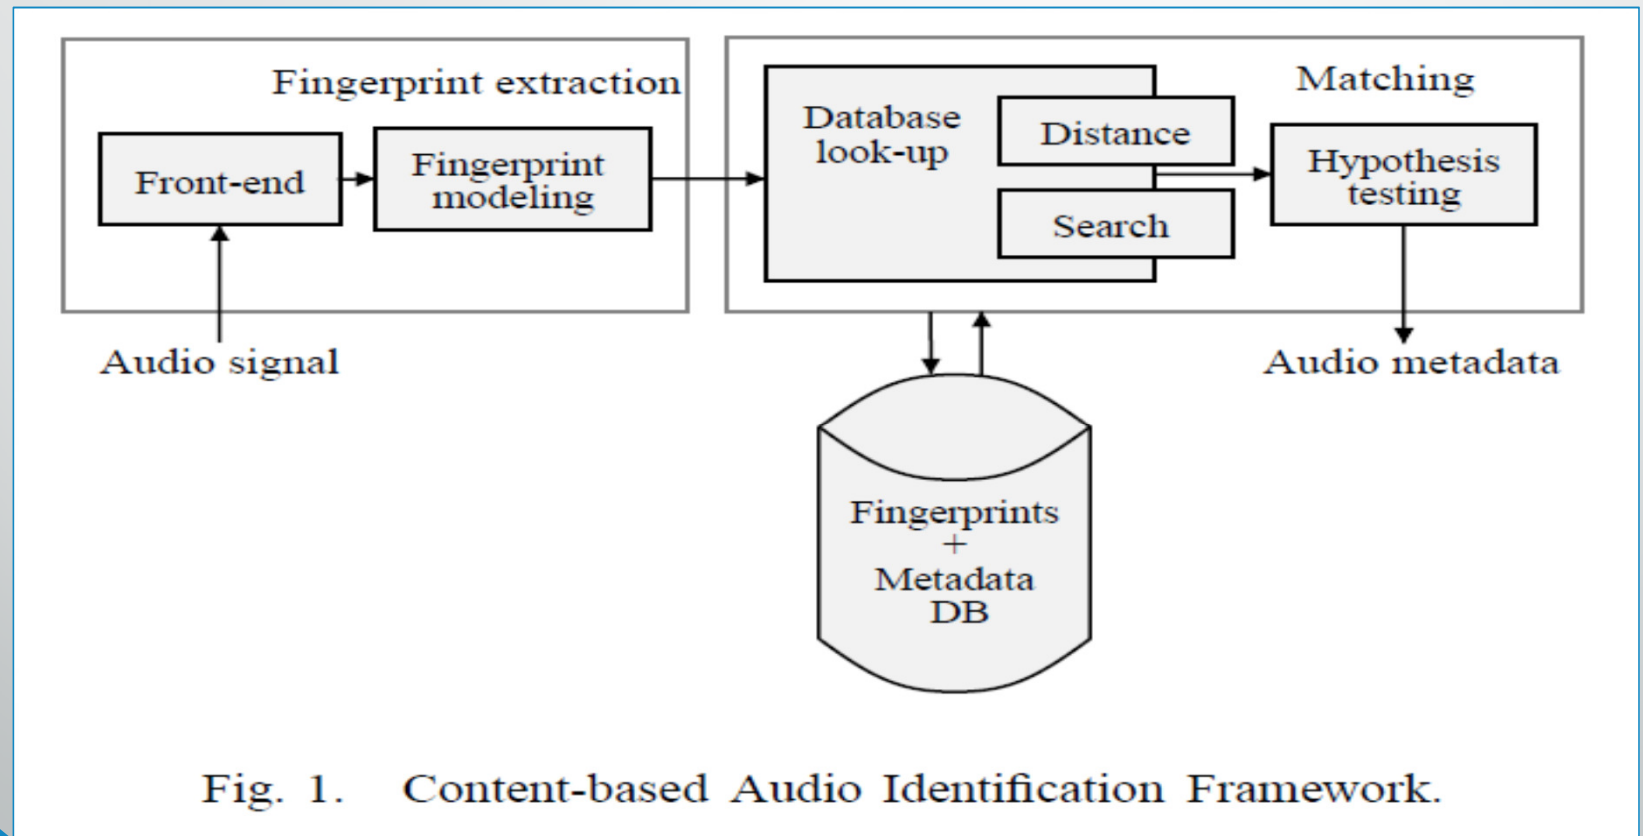 Fingerprint extraction
Front-end
Fingerprint
modeling
Audio signal
Matching
Database
look-up
Distance
Search
Hypothesis
testing
Audio metadata
Fingerprints
+
Metadata
DB
Fig. 1. Content-based Audio Identification Framework.